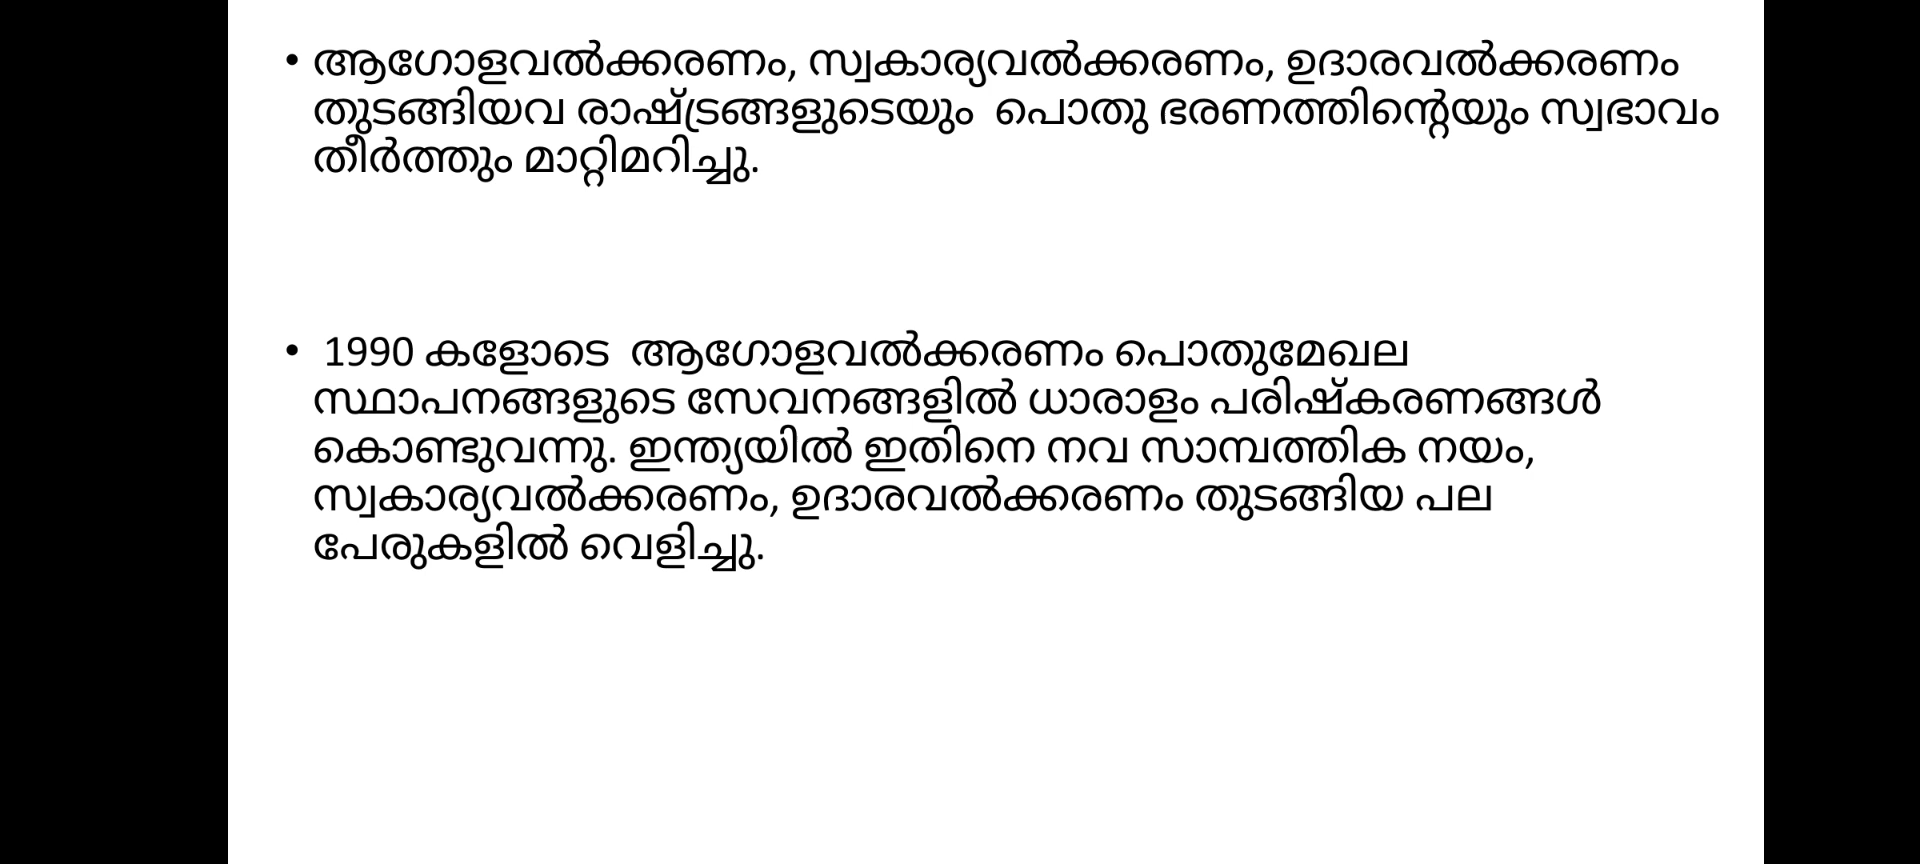 • ആഗോളവൽക്കരണം, സ്വകാര്യവൽക്കരണം, ഉദാരവൽക്കരണം
തുടങ്ങിയവ രാഷ്ട്രങ്ങളുടെയും പൊതു ഭരണത്തിന്റെയും സ്വഭാവം
തീർത്തും മാറ്റിമറിച്ചു.
• 1990 കളോടെ ആഗോളവൽക്കരണം പൊതുമേഖല
സ്ഥാപനങ്ങളുടെ സേവനങ്ങളിൽ ധാരാളം പരിഷ്കരണങ്ങൾ
കൊണ്ടുവന്നു. ഇന്ത്യയിൽ ഇതിനെ നവ സാമ്പത്തിക നയം,
സ്വകാര്യവൽക്കരണം, ഉദാരവൽക്കരണം തുടങ്ങിയ പല
പേരുകളിൽ വെളിച്ചു.